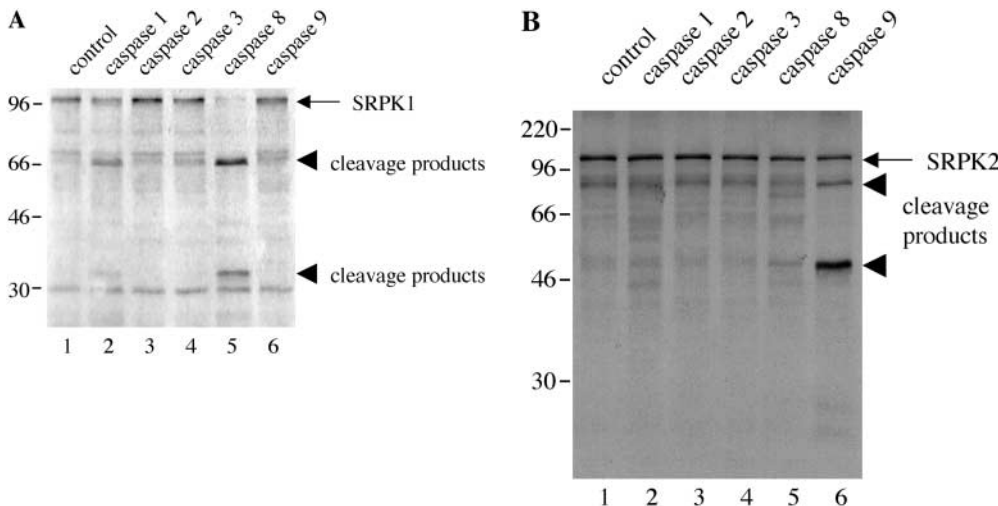 A
control
caspase 1
caspase 2
caspase 3
caspase 8
caspase 9
96
SRPK1
66
cleavage products
46
cleavage products
30
1 2 3 4 5 6
B
control
caspase 1
caspase 2
caspase 3
caspase 8
caspase 9
220
96
SRPK2
66
cleavage
products
46
30
1 2 3 4 5 6